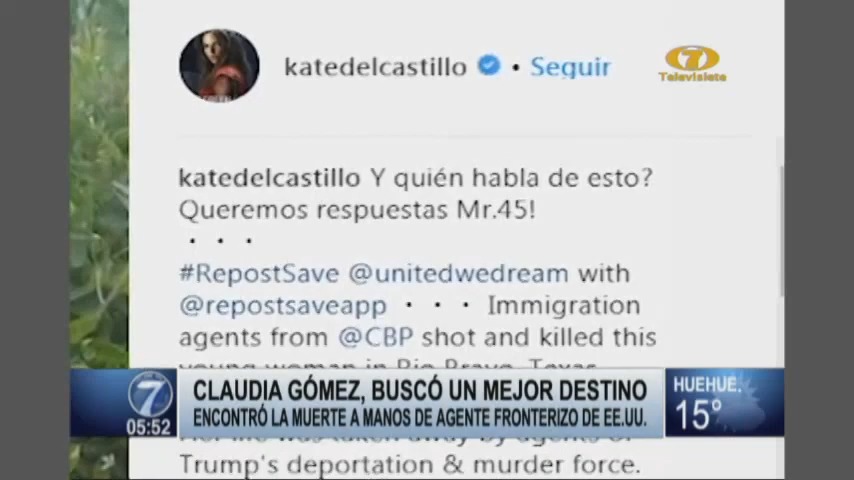 katedelcastillo • Seguir
7
Televisiete
katedelcastillo Y quién habla de esto?
Queremos respuestas Mr.45!
• • •
#RepostSave @unitedwedream with
@repostsaveapp • • • Immigration
agents from @CBP shot and killed this
young woman in Rio Bravo, Texas.
7
05:52
CLAUDIA GÓMEZ, BUSCÓ UN MEJOR DESTINO
ENCONTRÓ LA MUERTE A MANOS DE AGENTE FRONTERIZO DE EE.UU.
HUEHUE.
15°
Her life was taken away by agents of
Trump's deportation & murder force.